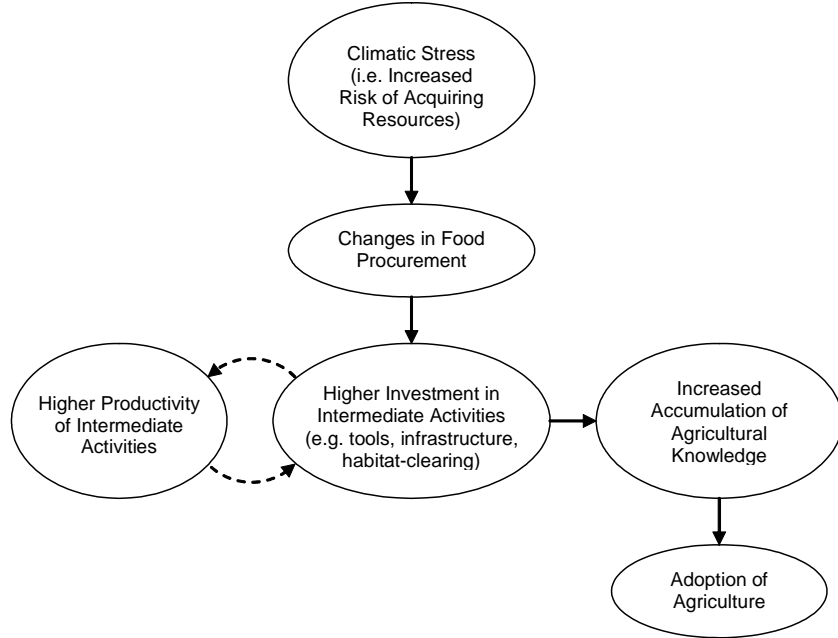 Climatic Stress
(i.e. Increased
Risk of Acquiring
Resources)
Changes in Food
Procurement
Higher Productivity
of Intermediate
Activities
Higher Investment in
Intermediate Activities
(e.g. tools, infrastructure,
habitat-clearing)
Increased
Accumulation of
Agricultural
Knowledge
Adoption of
Agriculture